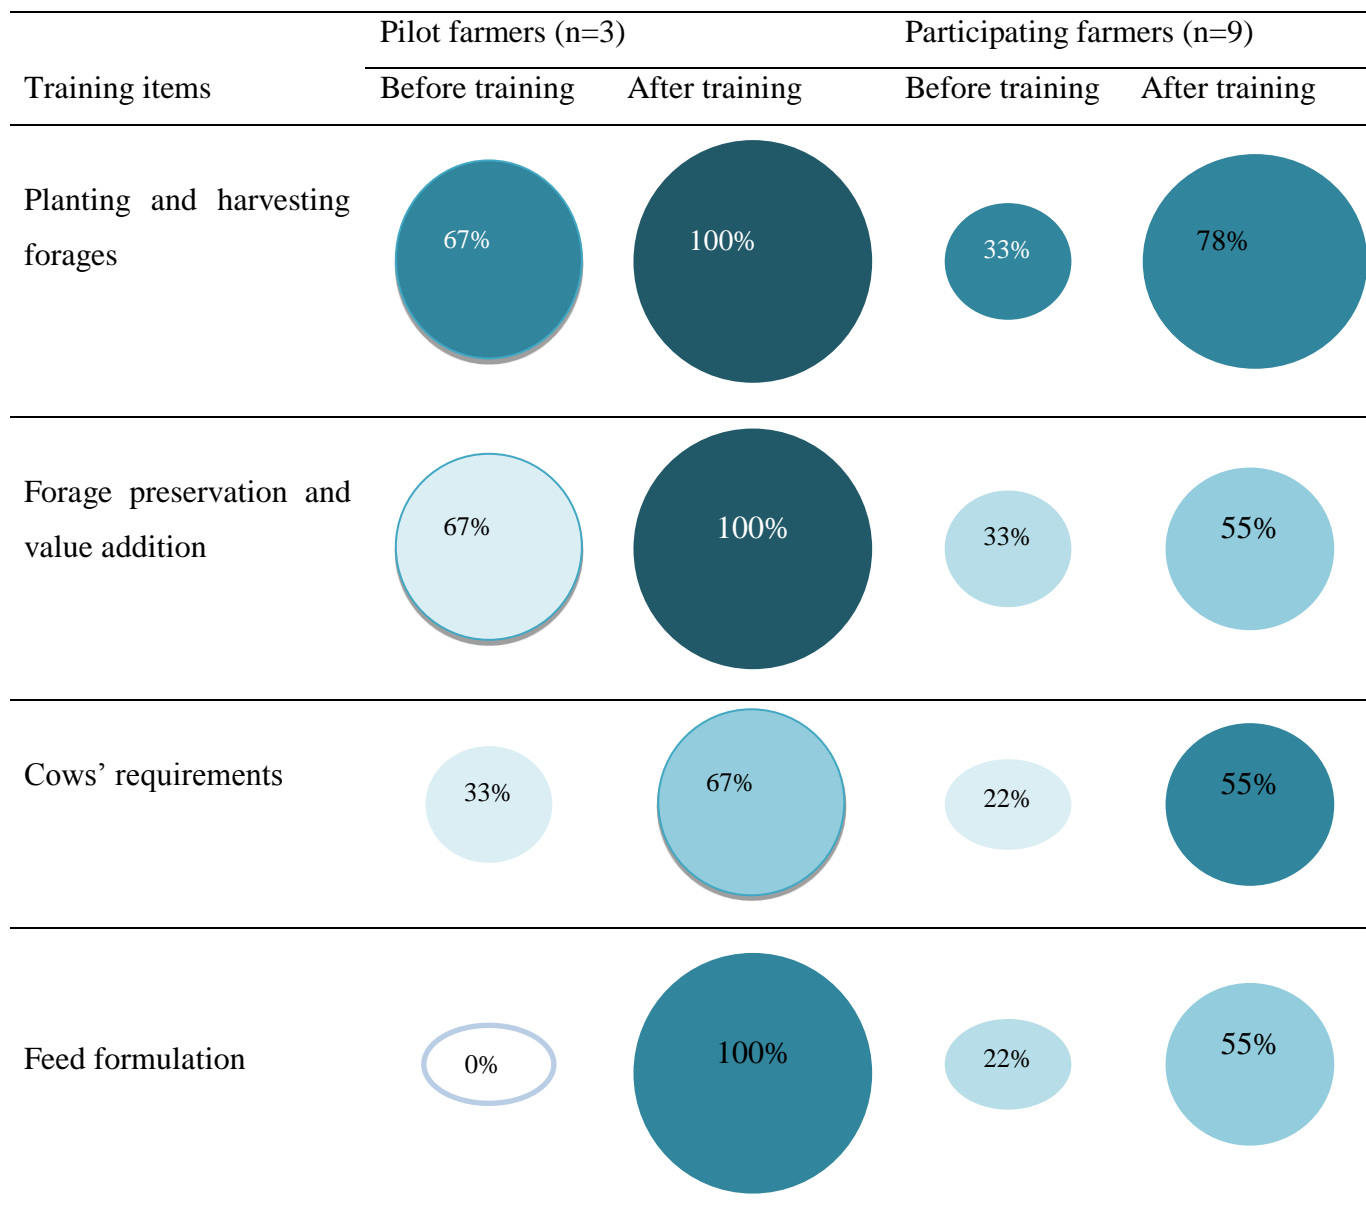 Pilot farmers (n=3) Participating farmers (n=9)
Training items Before training After training Before training After training
Planting and harvesting
forages
67% 100% 33% 78%
Forage preservation and
value addition
67% 100% 33% 55%
Cows’ requirements
33% 67% 22% 55%
Feed formulation
0% 100% 22% 55%